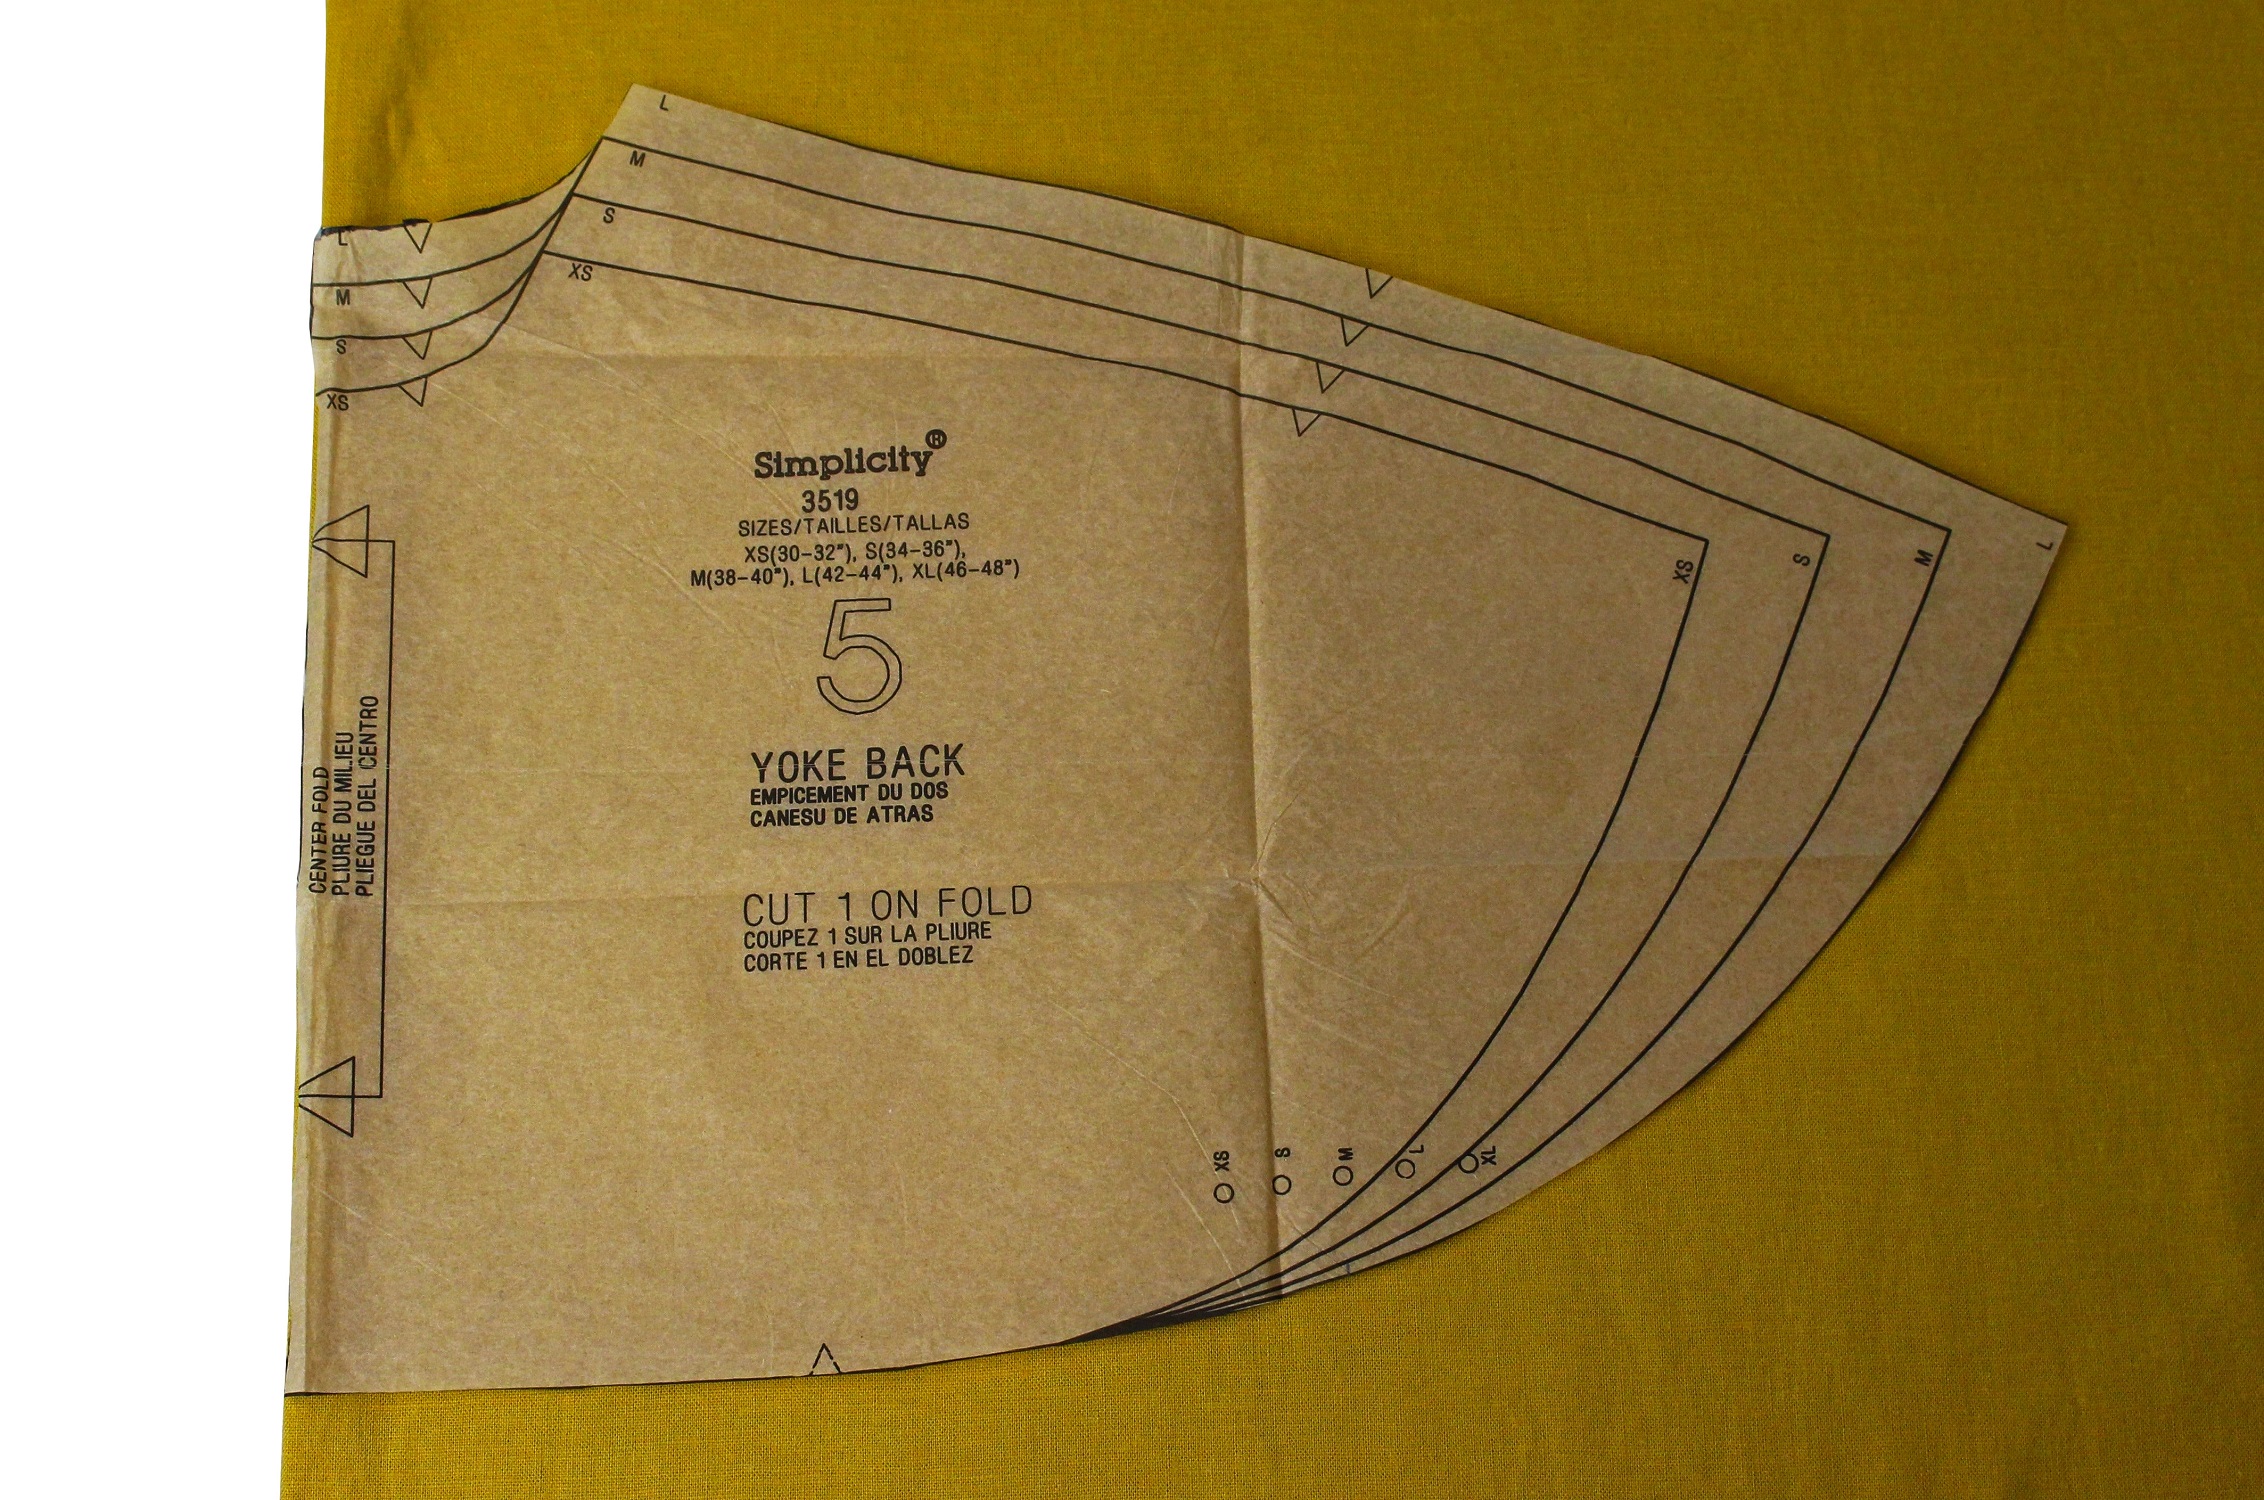 L
M
S
XS
L
M
S
XS
Simplicity®
3519
SIZES/TAILLES/TALLAS
XS(30-32"), S(34-36"),
M(38-40"), L(42-44"), XL(46-48")
5
YOKE BACK
EMPICEMENT DU DOS
CANESU DE ATRAS
CUT 1 ON FOLD
COUPEZ 1 SUR LA PLIURE
CORTE 1 EN EL DOBLEZ
CENTER FOLD
PLIURE DU MILIEU
PLIEGUE DEL CENTRO
XS
S
M
L
XS
S
M
L
XL